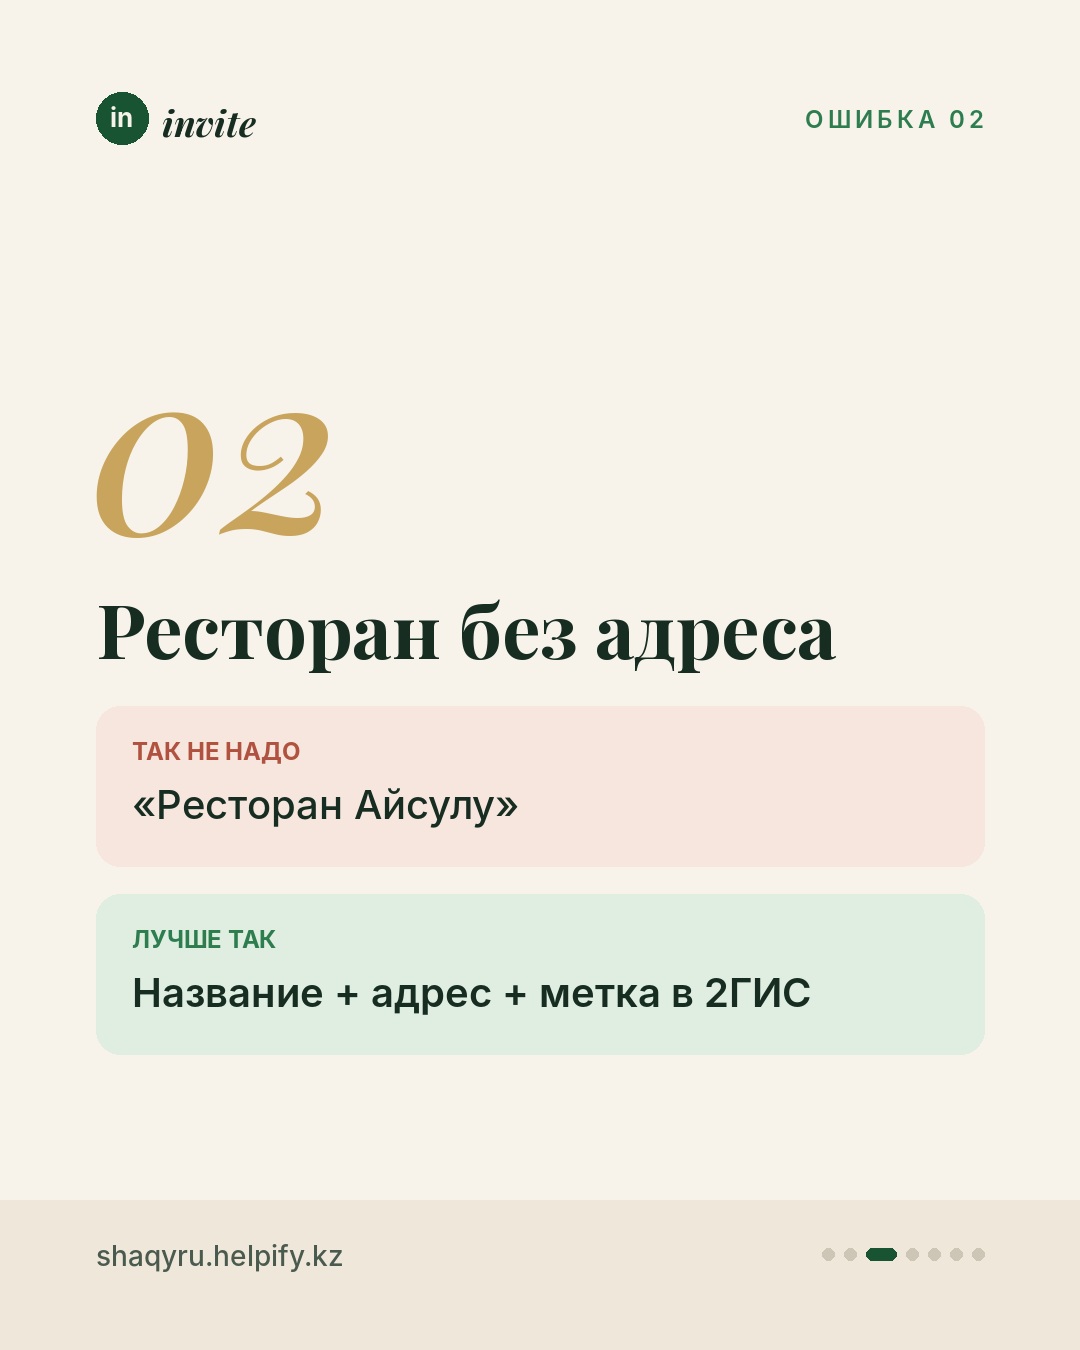 in invite
ОШИБКА 02
02
Ресторан без адреса
ТАК НЕ НАДО
«Ресторан Айсулу»
ЛУЧШЕ ТАК
Название + адрес + метка в 2ГИС
shaqyru.helpify.kz